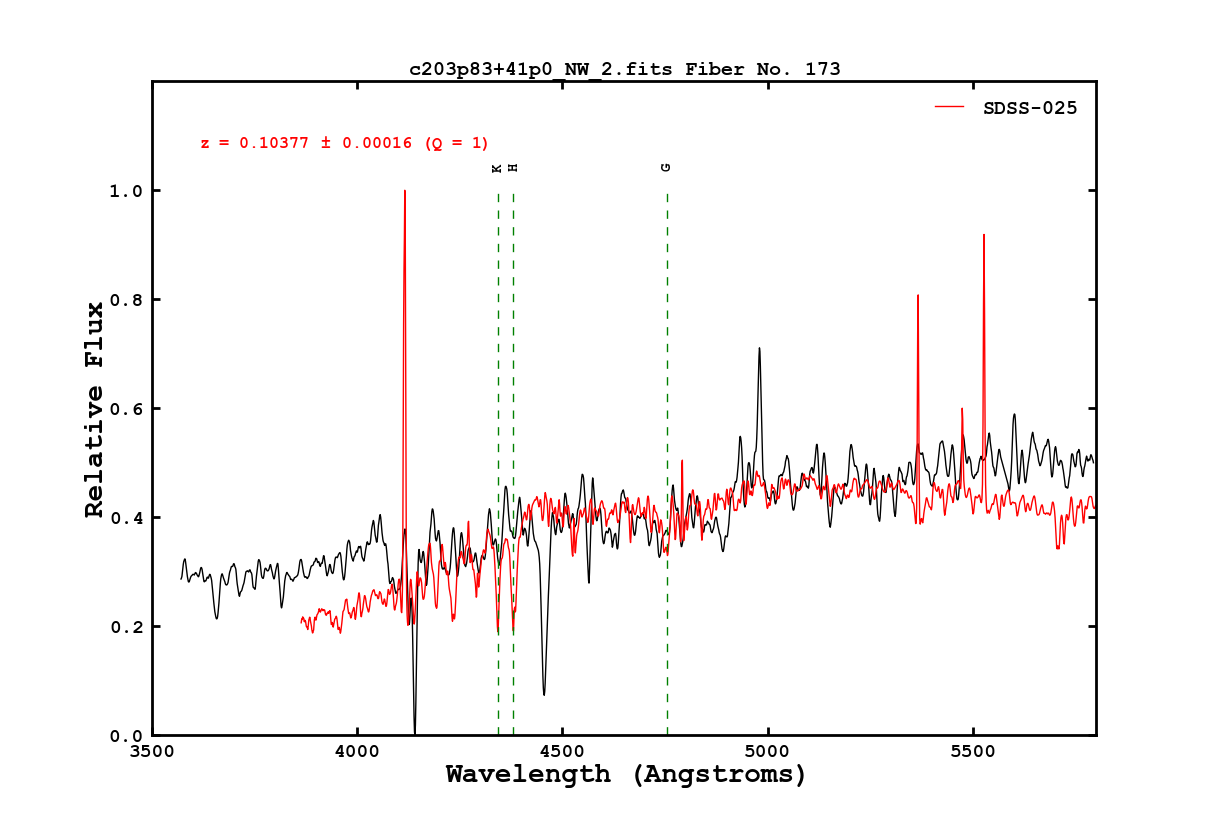 c203p83+41p0_NW_2.fits Fiber No. 173
SDSS-025
z = 0.10377 ± 0.00016 (Q = 1)
K H G
1.0
0.8
0.6
0.4
0.2
0.0
Relative Flux
3500 4000 4500 5000 5500
Wavelength (Angstroms)